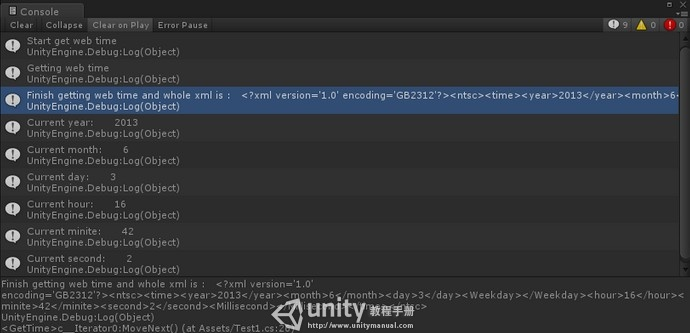 Console
Clear Collapse Clear on Play Error Pause 9 0 0
Start get web time
UnityEngine.Debug:Log(Object)
Getting web time
UnityEngine.Debug:Log(Object)
Finish getting web time and whole xml is : <?xml version='1.0' encoding='GB2312'?><ntsc><time><year>2013</year><month>6<
UnityEngine.Debug:Log(Object)
Current year: 2013
UnityEngine.Debug:Log(Object)
Current month: 6
UnityEngine.Debug:Log(Object)
Current day: 3
UnityEngine.Debug:Log(Object)
Current hour: 16
UnityEngine.Debug:Log(Object)
Current minite: 42
UnityEngine.Debug:Log(Object)
Current second: 2
UnityEngine.Debug:Log(Object)
Finish getting web time and whole xml is : <?xml version='1.0'
encoding='GB2312'?><ntsc><time><year>2013</year><month>6</month><day>3</day><Weekday></Weekday><hour>16</hour><
minite>42</minite><second>2</second><Millisecond>
UnityEngine.Debug:Log(Object)
<GetTime>c__Iterator0:MoveNext() (at Assets/Test1.cs:
unity 教程手册
http://www.unitymanual.com